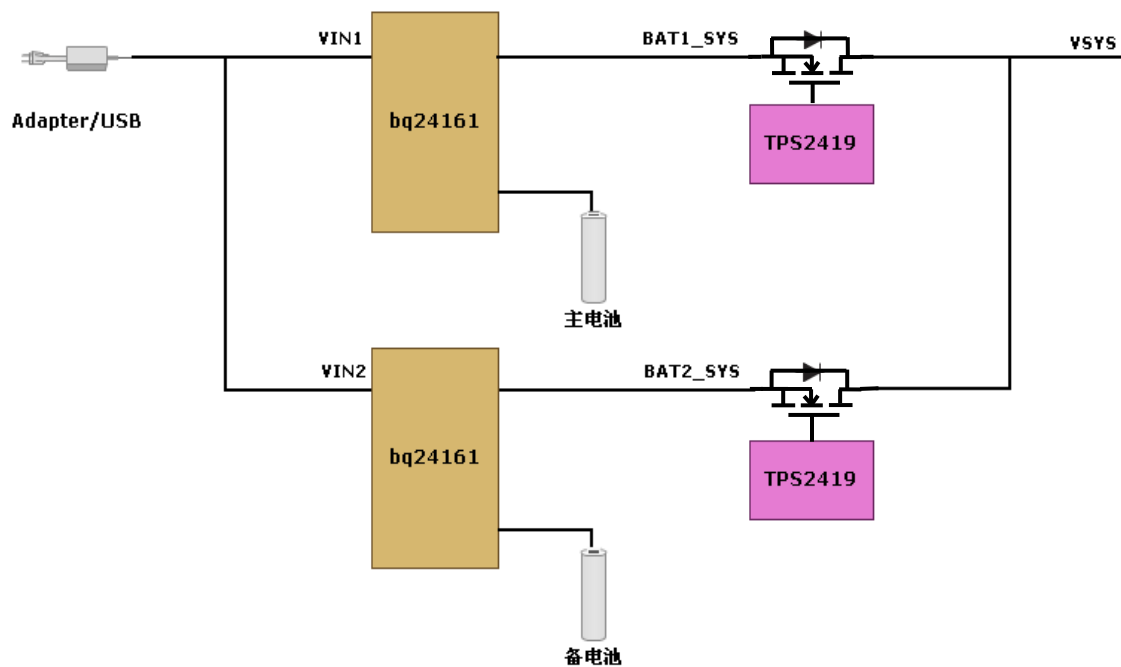 VIN1
BAT1_SYS
VSYS
Adapter/USB
bq24161
TPS2419
主电池
VIN2
BAT2_SYS
bq24161
TPS2419
备电池